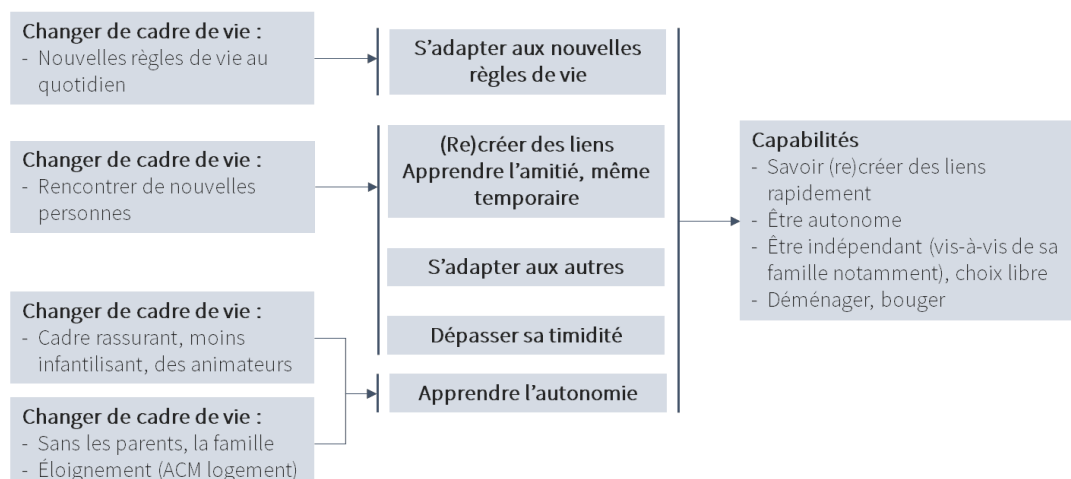 Changer de cadre de vie :
- Nouvelles règles de vie au
quotidien
Changer de cadre de vie :
- Rencontrer de nouvelles
personnes
Changer de cadre de vie :
- Cadre rassurant, moins
infantilisant, des animateurs
Changer de cadre de vie :
- Sans les parents, la famille
- Éloignement (ACM logement)
S’adapter aux nouvelles
règles de vie
(Re)créer des liens
Apprendre l’amitié, même
temporaire
S’adapter aux autres
Dépasser sa timidité
Apprendre l’autonomie
Capabilités
- Savoir (re)créer des liens
rapidement
- Être autonome
- Être indépendant (vis-à-vis de sa
famille notamment), choix libre
- Déménager, bouger